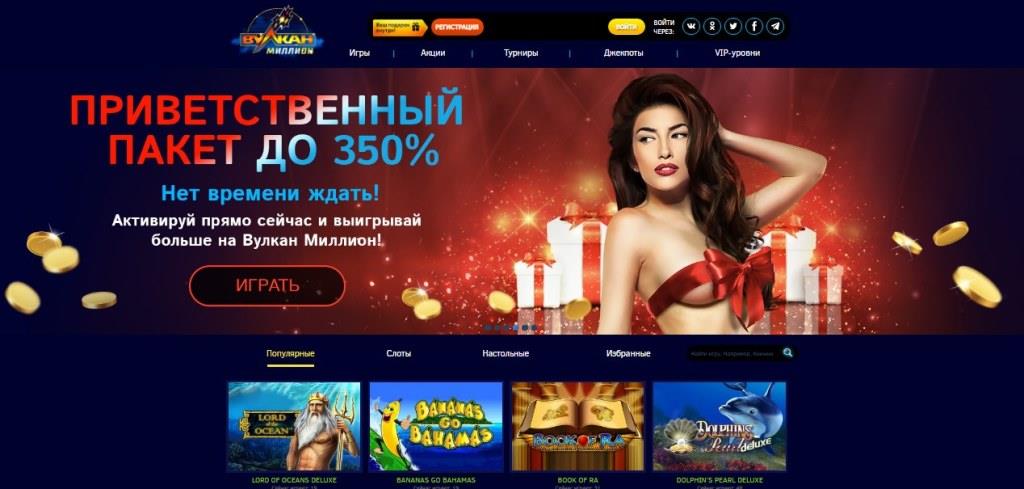 ВУЛКАН
МИЛЛИОН
Ваш подарок
внутри!
РЕГИСТРАЦИЯ
ВОЙТИ
ВОЙТИ
ЧЕРЕЗ:
Игры
Акции
Турниры
Джекпоты
VIP-уровни
ПРИВЕТСТВЕННЫЙ
ПАКЕТ ДО 350%
Нет времени ждать!
Активируй прямо сейчас и выигрывай
больше на Вулкан Миллион!
ИГРАТЬ
Популярные
Слоты
Настольные
Избранные
Найти игру, Например,
LORD
of the
OCEAN
BANANAS
GO
BAHAMAS
BOOK OF RA
DOLPHIN'S
Pearl deluxe
LORD OF OCEANS DELUXE
BANANAS GO BAHAMAS
BOOK OF RA
DOLPHIN'S PEARL DELUXE